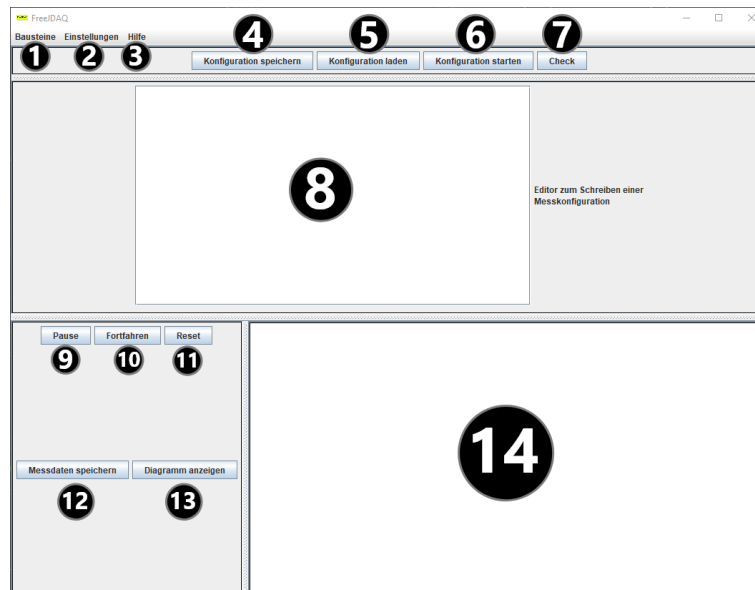 FreeJDAQ
Bausteine Einstellungen Hilfe
1 2 3 4 5 6 7
Konfiguration speichern Konfiguration laden Konfiguration starten Check
8
Editor zum Schreiben einer
Messkonfiguration
Pause Fortfahren Reset
9 10 11
14
Messdaten speichern Diagramm anzeigen
12 13